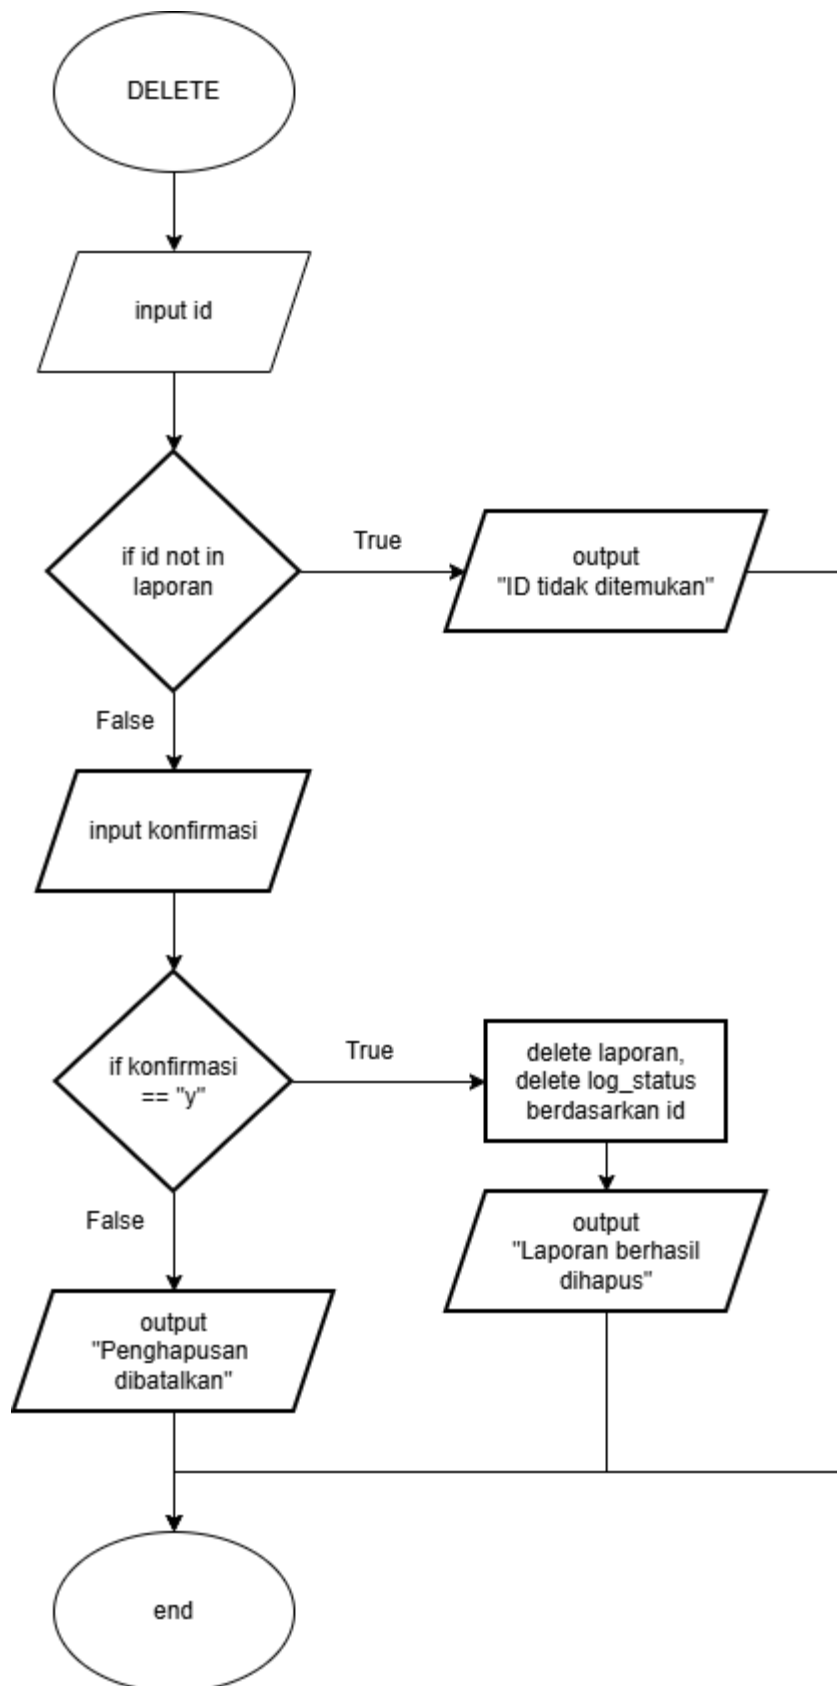 DELETE
input id
if id not in
laporan
True
output
"ID tidak ditemukan"
False
input konfirmasi
if konfirmasi
== "y"
True
delete laporan,
delete log_status
berdasarkan id
False
output
"Laporan berhasil
dihapus"
output
"Penghapusan
dibatalkan"
end